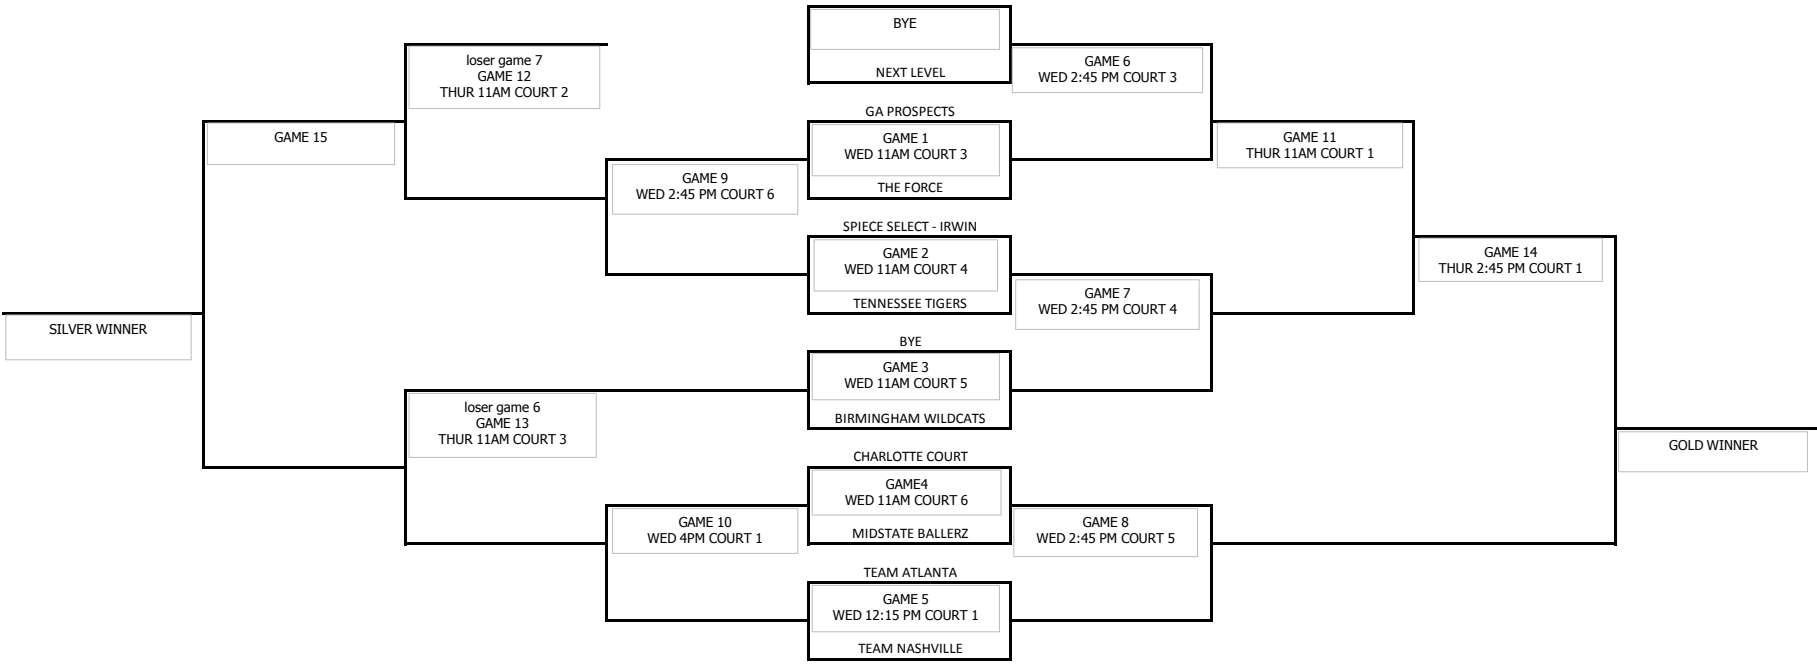 BYE
NEXT LEVEL
GA PROSPECTS
GAME 1
WED 11AM COURT 3
THE FORCE
SPIECE SELECT - IRWIN
GAME 2
WED 11AM COURT 4
TENNESSEE TIGERS
BYE
GAME 3
WED 11AM COURT 5
BIRMINGHAM WILDCATS
CHARLOTTE COURT
GAME4
WED 11AM COURT 6
MIDSTATE BALLERZ
TEAM ATLANTA
GAME 5
WED 12:15 PM COURT 1
TEAM NASHVILLE
GAME 6
WED 2:45 PM COURT 3
GAME 7
WED 2:45 PM COURT 4
GAME 8
WED 2:45 PM COURT 5
GAME 11
THUR 11AM COURT 1
GAME 14
THUR 2:45 PM COURT 1
GOLD WINNER
GAME 9
WED 2:45 PM COURT 6
GAME 10
WED 4PM COURT 1
loser game 7
GAME 12
THUR 11AM COURT 2
loser game 6
GAME 13
THUR 11AM COURT 3
GAME 15
SILVER WINNER